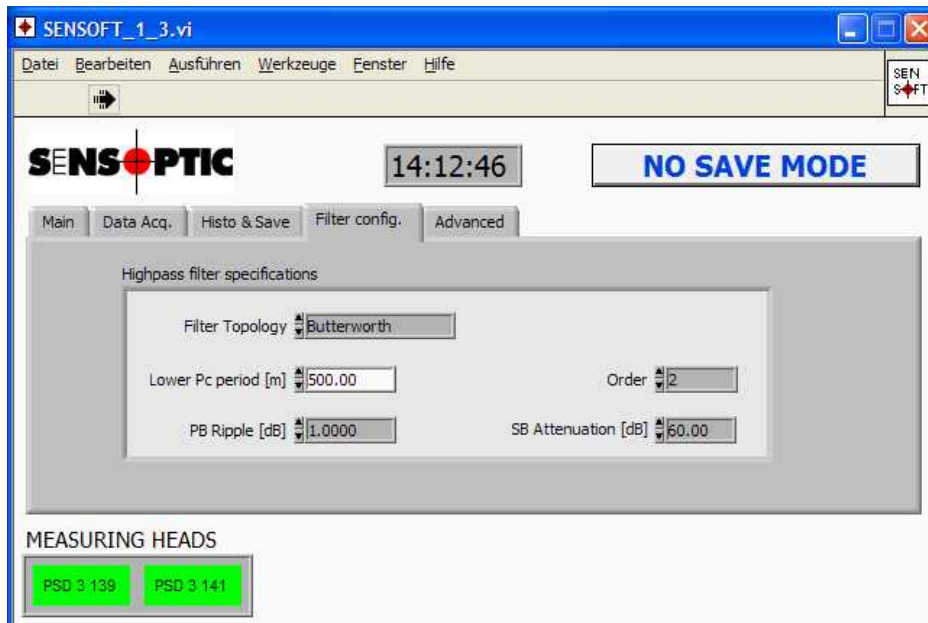 SENSOFT_1_3.vi
Datei Bearbeiten Ausführen Werkzeuge Fenster Hilfe
SEN
SOFT
SENSOPTIC
14:12:46
NO SAVE MODE
Main Data Acq. Histo & Save Filter config. Advanced
Highpass filter specifications
Filter Topology Butterworth
Lower Pc period [m] 500.00 Order 2
PB Ripple [dB] 1.0000 SB Attenuation [dB] 60.00
MEASURING HEADS
PSD 3 139 PSD 3 141